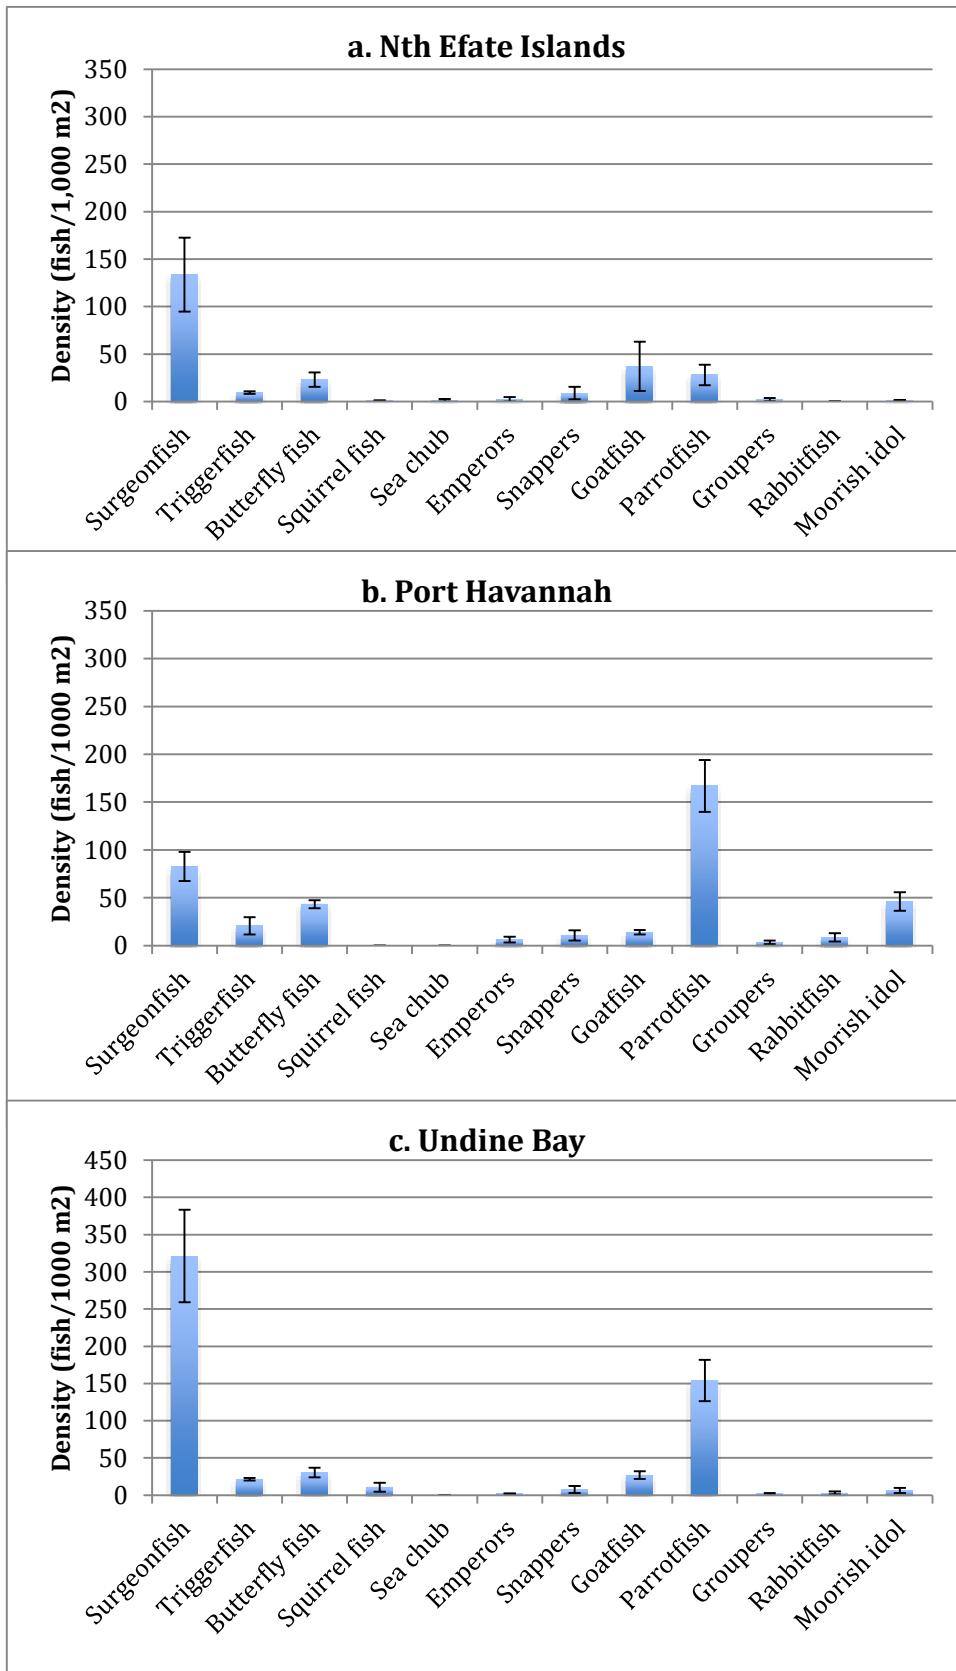 a. Nth Efate Islands
Density (fish/1,000 m2)
350
300
250
200
150
100
50
0
Surgeonfish
Triggerfish
Butterfly fish
Squirrel fish
Sea chub
Emperors
Snappers
Goatfish
Parrotfish
Groupers
Rabbitfish
Moorish idol
b. Port Havannah
Density (fish/1000 m2)
350
300
250
200
150
100
50
0
Surgeonfish
Triggerfish
Butterfly fish
Squirrel fish
Sea chub
Emperors
Snappers
Goatfish
Parrotfish
Groupers
Rabbitfish
Moorish idol
c. Undine Bay
Density (fish/1000 m2)
450
400
350
300
250
200
150
100
50
0
Surgeonfish
Triggerfish
Butterfly fish
Squirrel fish
Sea chub
Emperors
Snappers
Goatfish
Parrotfish
Groupers
Rabbitfish
Moorish idol